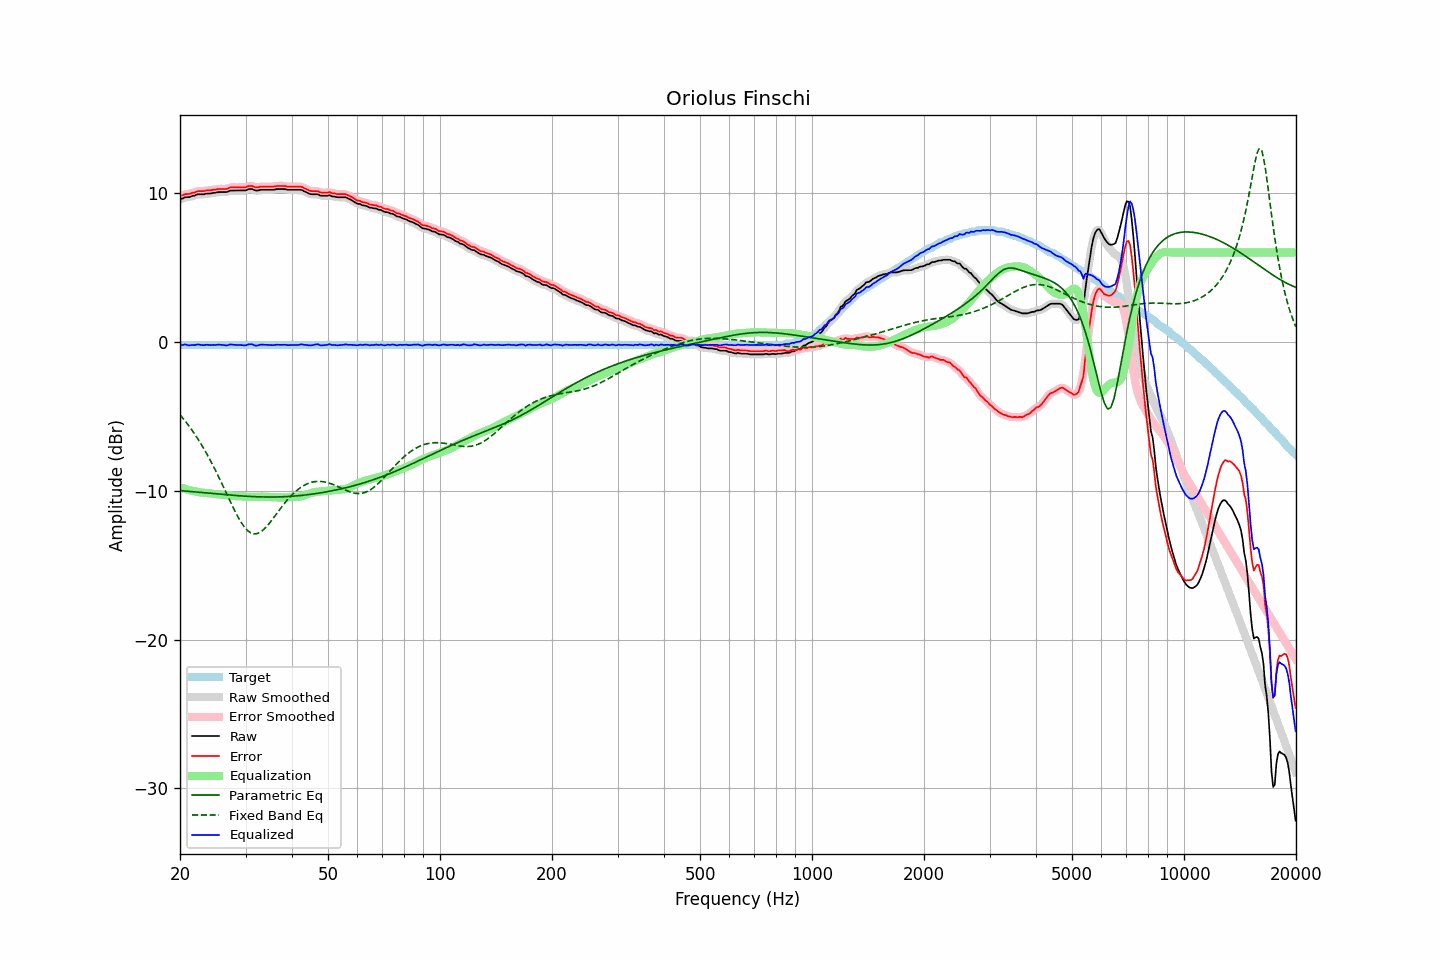 Oriolus Finschi
Amplitude (dBr)
10
0
−10
−20
−30
Target
Raw Smoothed
Error Smoothed
Raw
Error
Equalization
Parametric Eq
Fixed Band Eq
Equalized
20
50
100
200
500
1000
2000
5000
10000
20000
Frequency (Hz)